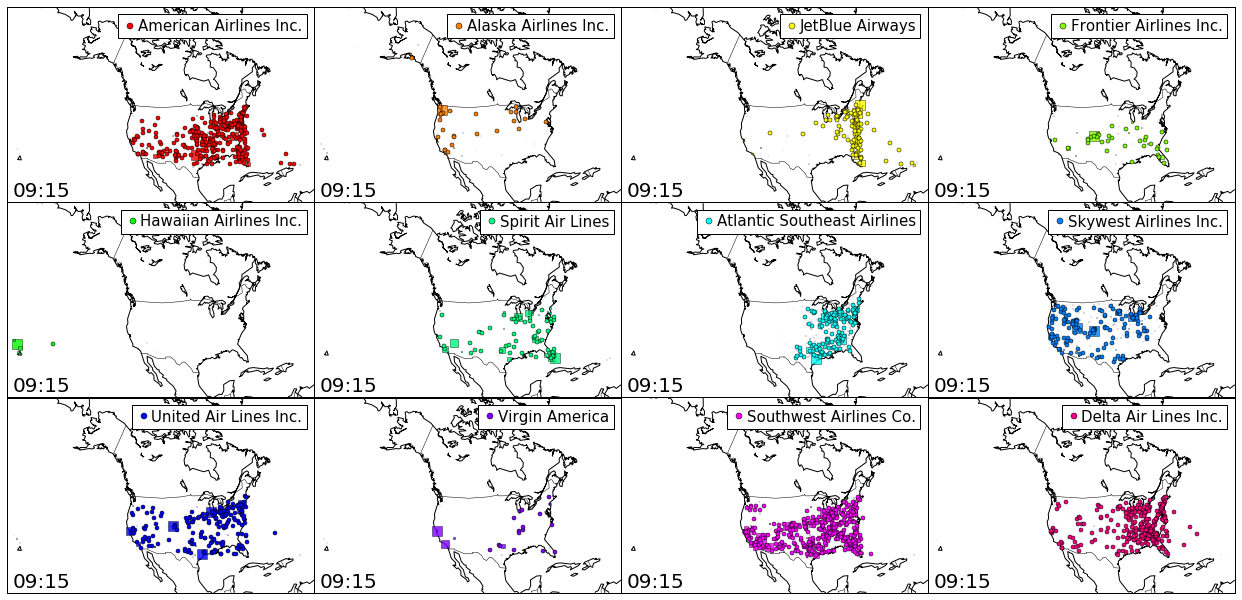 American Airlines Inc.
09:15
Alaska Airlines Inc.
09:15
JetBlue Airways
09:15
Frontier Airlines Inc.
09:15
Hawaiian Airlines Inc.
09:15
Spirit Air Lines
09:15
Atlantic Southeast Airlines
09:15
Skywest Airlines Inc.
09:15
United Air Lines Inc.
09:15
Virgin America
09:15
Southwest Airlines Co.
09:15
Delta Air Lines Inc.
09:15